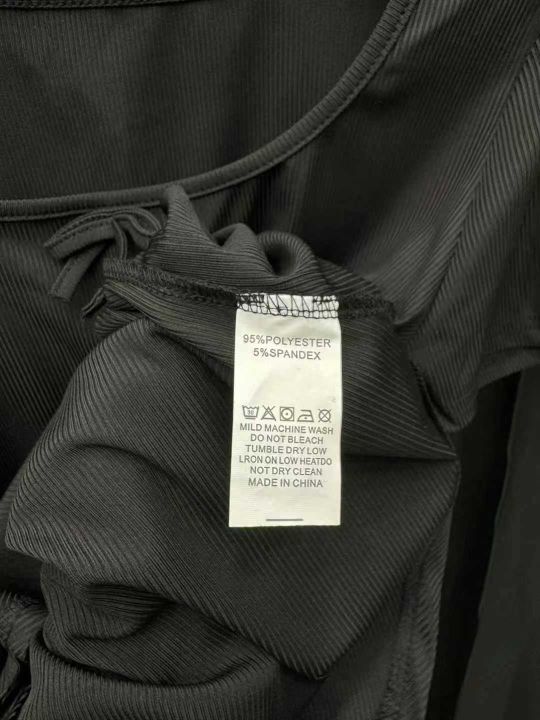 95%POLYESTER
5%SPANDEX
30
MILD MACHINE WASH
DO NOT BLEACH
TUMBLE DRY LOW
LRON ON LOW HEATDO
NOT DRY CLEAN
MADE IN CHINA